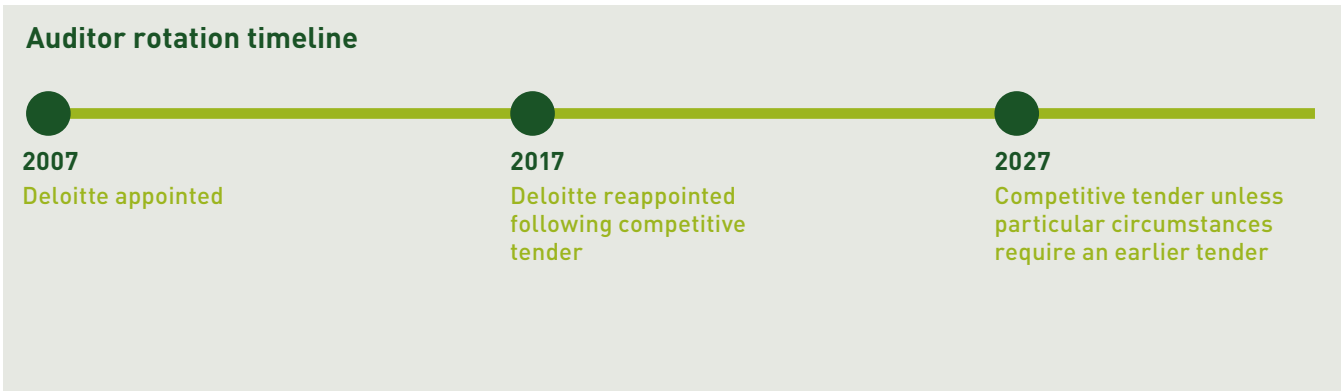 Auditor rotation timeline
2007
Deloitte appointed
2017
Deloitte reappointed
following competitive
tender
2027
Competitive tender unless
particular circumstances
require an earlier tender